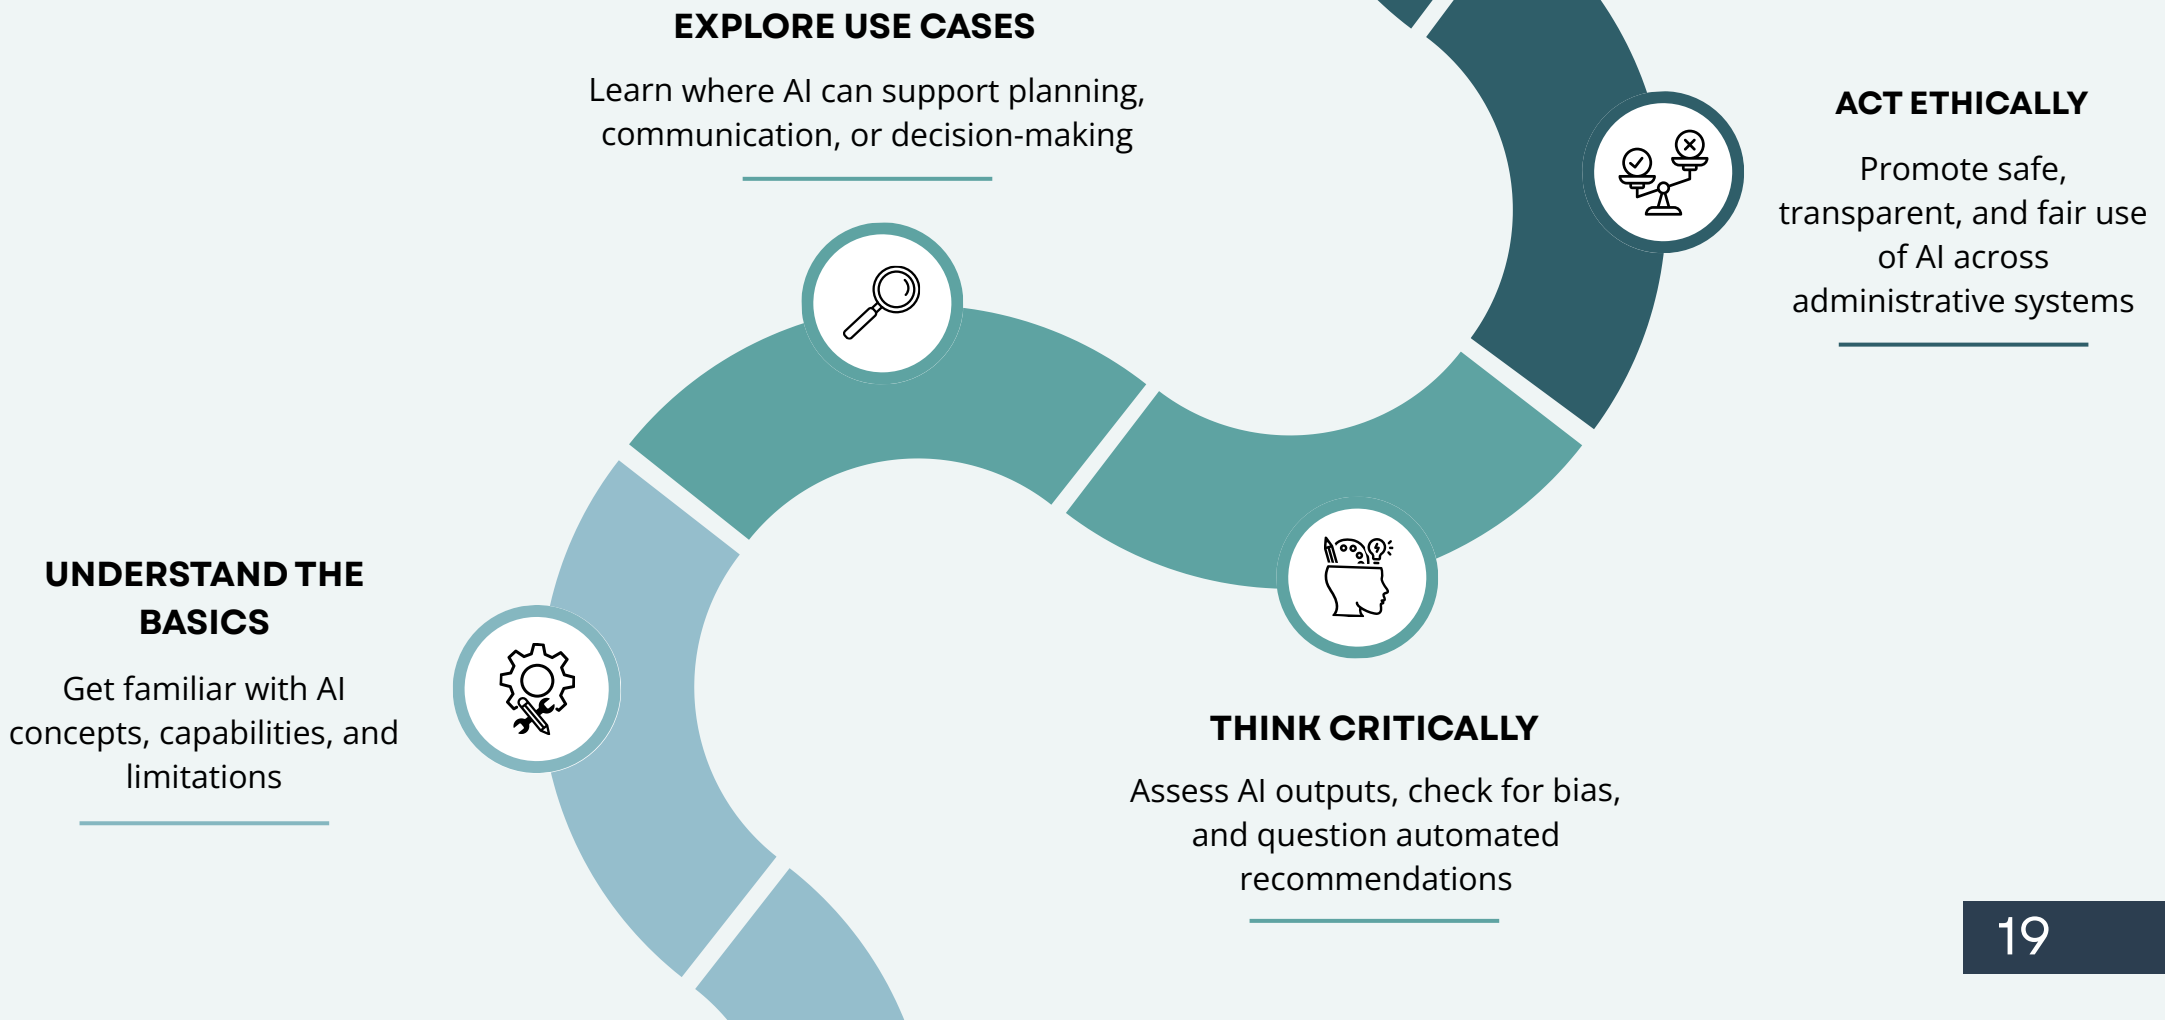 EXPLORE USE CASES
Learn where AI can support planning,
communication, or decision-making
ACT ETHICALLY
Promote safe,
transparent, and fair use
of AI across
administrative systems
UNDERSTAND THE
BASICS
Get familiar with AI
concepts, capabilities, and
limitations
THINK CRITICALLY
Assess AI outputs, check for bias,
and question automated
recommendations
19